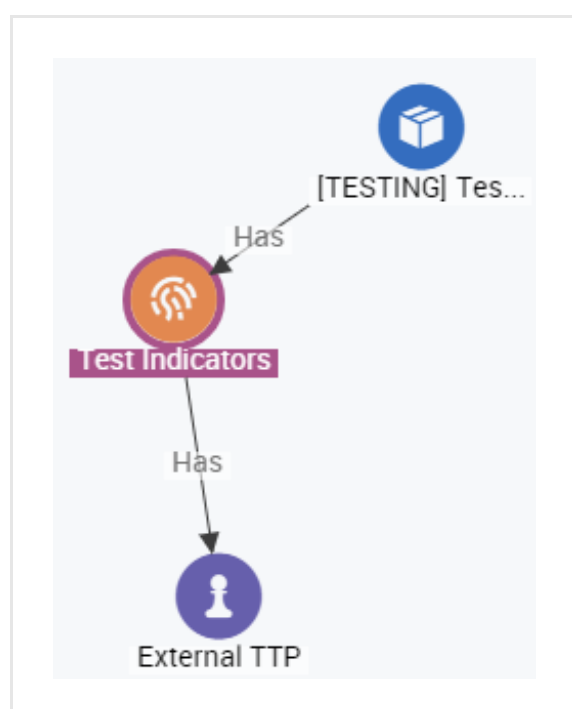 [TESTING] Tes...
Has
Test Indicators
Has
External TTP